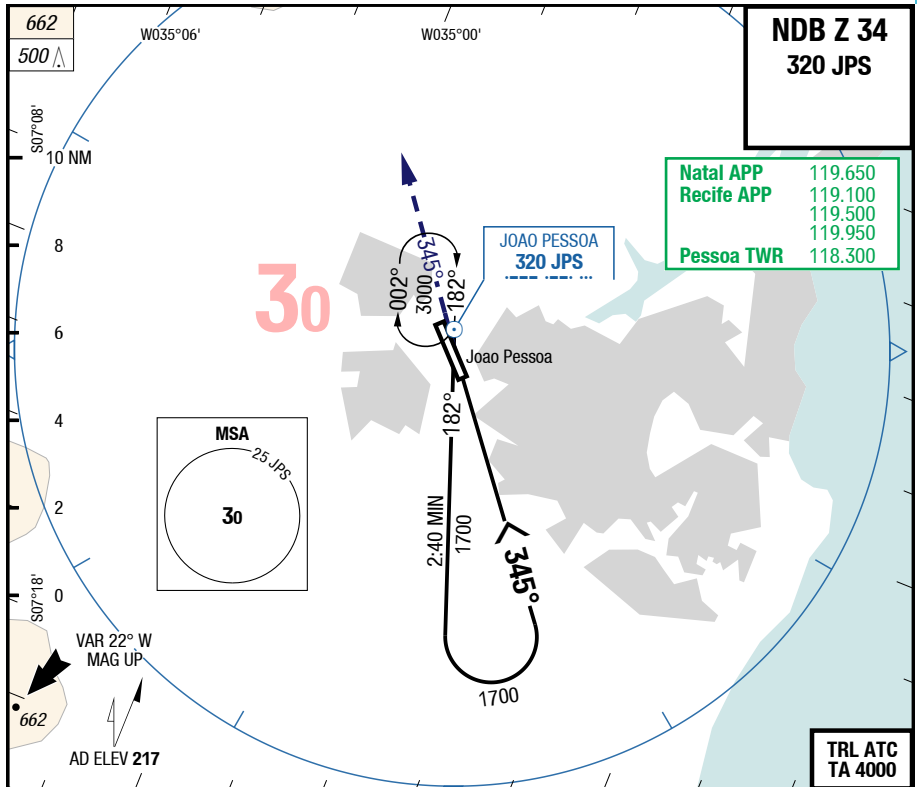 662
500
W035°06'
W035°00'
NDB Z 34
320 JPS
S07°08'
10 NM
8
6
4
2
0
S07°18'
Natal APP 119.650
Recife APP 119.100
119.500
119.950
Pessoa TWR 118.300
JOAO PESSOA
320 JPS
345°
002°
3000
182°
30
Joao Pessoa
182°
MSA
25 JPS
30
2:40 MIN
1700
345°
1700
VAR 22° W
MAG UP
662
AD ELEV 217
TRL ATC
TA 4000